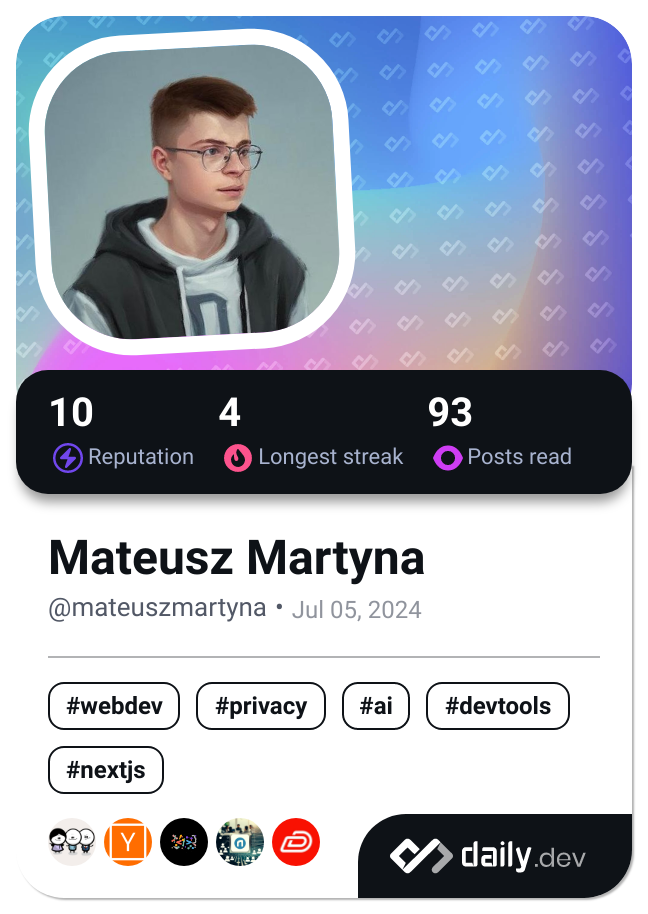 10 4 93
Reputation Longest streak Posts read
Mateusz Martyna
@mateuszmartyna • Jul 05, 2024
#webdev #privacy #ai #devtools
#nextjs
Y
daily.dev